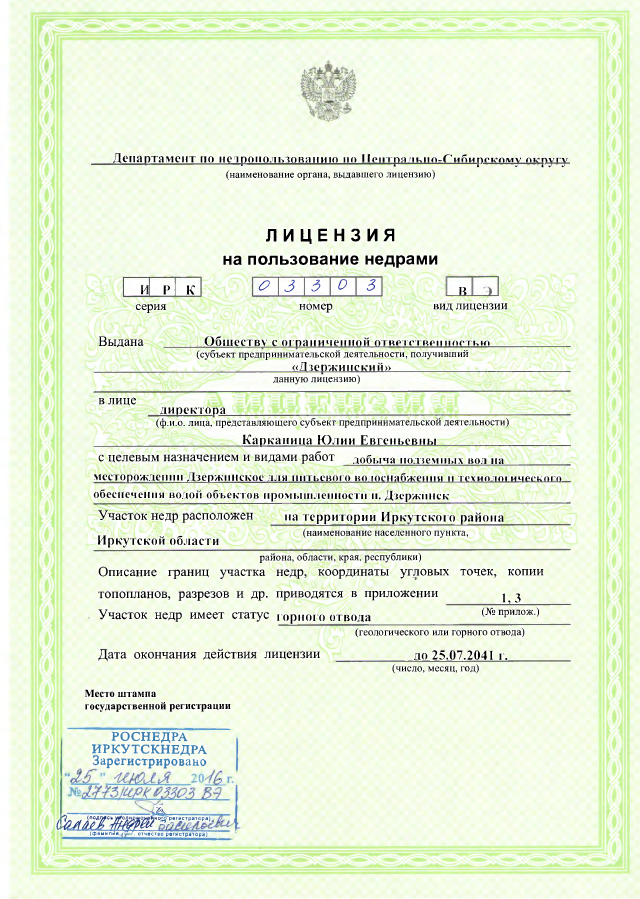 Департамент по недропользованию по Центрально-Сибирскому округу
(наименование органа, выдавшего лицензию)
ЛИЦЕНЗИЯ
на пользование недрами
И Р К 0 3 3 0 3 В Э
серия номер вид лицензии
Выдана Обществу с ограниченной ответственностью
(субъект предпринимательской деятельности, получивший
«Дзержинский»
данную лицензию)
ЛИЦЕНЗИЯ
в лице директора
(ф.и.о. лица, представляющего субъект предпринимательской деятельности)
Карканица Юлии Евгеньевны
с целевым назначением и видами работ добыча подземных вод на
месторождении Дзержинское для питьевого водоснабжения и технологического
обеспечения водой объектов промышленности п. Дзержинск
Участок недр расположен на территории Иркутского района
(наименование населенного пункта,
Иркутской области
района, области, края, республики)
Описание границ участка недр, координаты угловых точек, копии
топопланов, разрезов и др. приводятся в приложении 1, 3
(№ прилож.)
Участок недр имеет статус горного отвода
(геологического или горного отвода)
Дата окончания действия лицензии до 25.07.2041 г.
(число, месяц, год)
Место штампа
государственной регистрации
РОСНЕДРА
ИРКУТСКНЕДРА
Зарегистрировано
"25" июля 2016 г.
№ 2773/ИРК 03303 ВЭ
(подпись уполномоченного регистратора)
Андрей Васильевич
(фамилия, отчество регистратора)